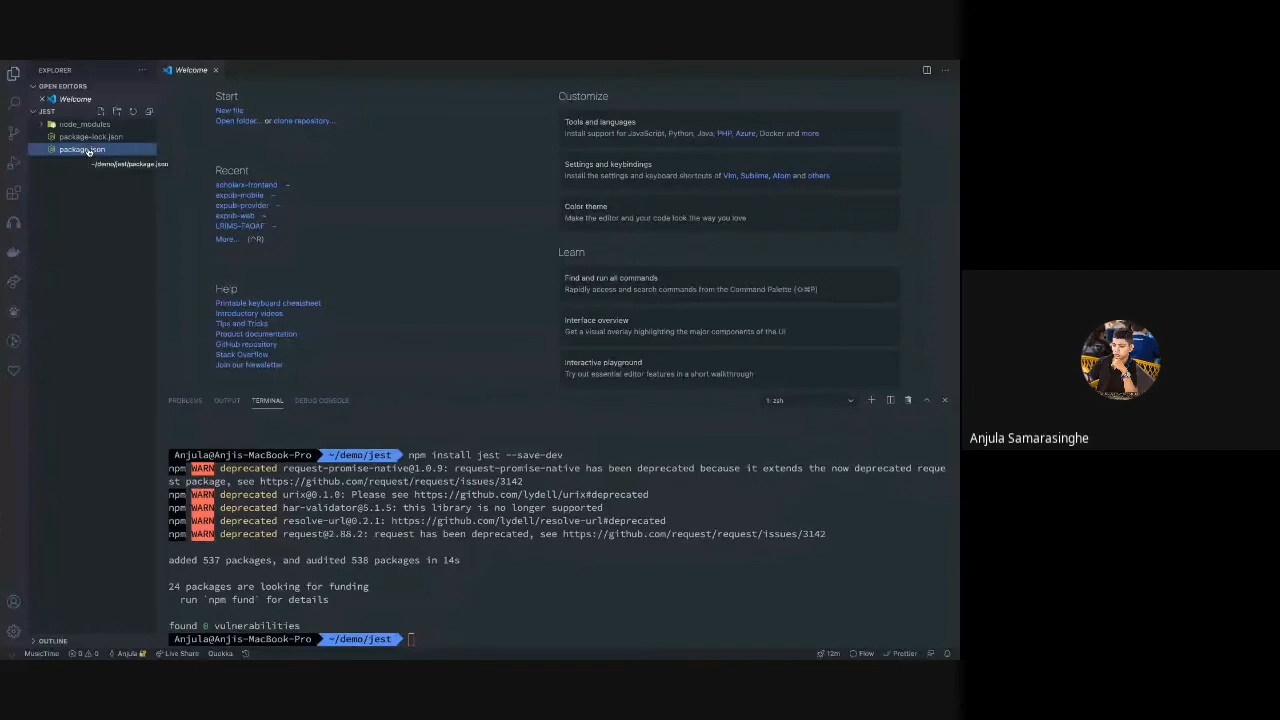 EXPLORER
OPEN EDITORS
Welcome
JEST
node_modules
package-lock.json
package.json
~/demo/jest/package.json
Welcome
Start
New file
Open folder... or clone repository...
Recent
scholarx-frontend ~
expub-mobile ~
expub-provider ~
expub-web ~
LRIMS-FAOAF ~
More... (^R)
Help
Printable keyboard cheatsheet
Introductory videos
Tips and Tricks
Product documentation
GitHub repository
Stack Overflow
Join our Newsletter
Customize
Tools and languages
Install support for JavaScript, Python, Java, PHP, Azure, Docker and more
Settings and keybindings
Install the settings and keyboard shortcuts of Vim, Sublime, Atom and others
Color theme
Make the editor and your code look the way you love
Learn
Find and run all commands
Rapidly access and search commands from the Command Palette (⇧⌘P)
Interface overview
Get a visual overlay highlighting the major components of the UI
Interactive playground
Try out essential editor features in a short walkthrough
PROBLEMS OUTPUT TERMINAL DEBUG CONSOLE
1: zsh
Anjula@Anjis-MacBook-Pro ~/demo/jest npm install jest --save-dev
npm WARN deprecated request-promise-native@1.0.9: request-promise-native has been deprecated because it extends the now deprecated reque
st package, see https://github.com/request/request/issues/3142
npm WARN deprecated urix@0.1.0: Please see https://github.com/lydell/urix#deprecated
npm WARN deprecated har-validator@5.1.5: this library is no longer supported
npm WARN deprecated resolve-url@0.2.1: https://github.com/lydell/resolve-url#deprecated
npm WARN deprecated request@2.88.2: request has been deprecated, see https://github.com/request/request/issues/3142
added 537 packages, and audited 538 packages in 14s
24 packages are looking for funding
run `npm fund` for details
found 0 vulnerabilities
Anjula@Anjis-MacBook-Pro ~/demo/jest
OUTLINE
MusicTime 0 0 Anjula Live Share Quokka
12m Flow Prettier
Anjula Samarasinghe